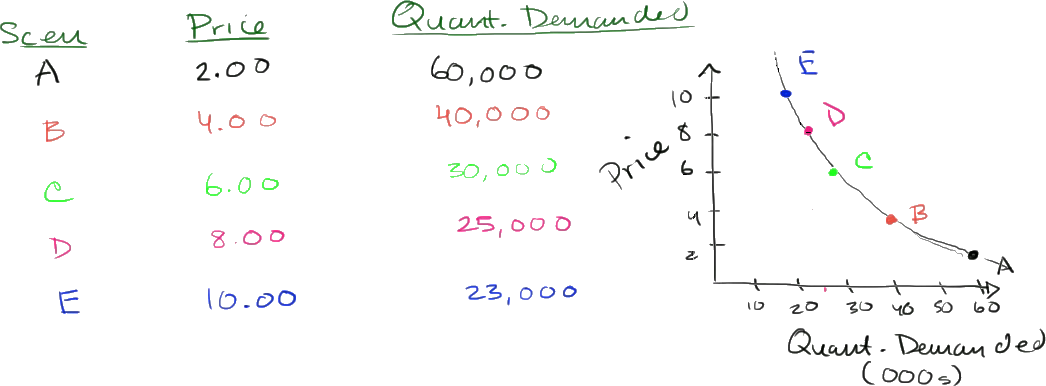 Scen Price Quant. Demanded
A 2.00 60,000
B 4.00 40,000
C 6.00 30,000
D 8.00 25,000
E 10.00 23,000
E
D
C
B
A
Price
10
8
6
4
2
10 20 30 40 50 60
Quant. Demanded
(000s)